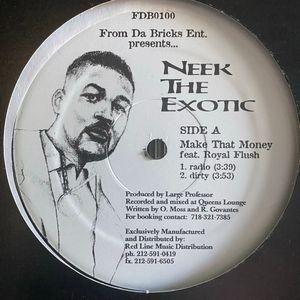 FDB0100
From Da Bricks Ent.
presents...
NEEK
THE
EXOTIC
SIDE A
Make That Money
feat. Royal Flush
1. radio (3:39)
2. dirty (3:53)
Produced by Large Professor
Recorded and mixed at Queens Lounge
Written by O. Moss and R. Govantes
For booking contact: 718-321-7385
Exclusively Manufactured
and Distributed by:
Red Line Music Distribution
ph. 212-591-0419
fx. 212-591-6505